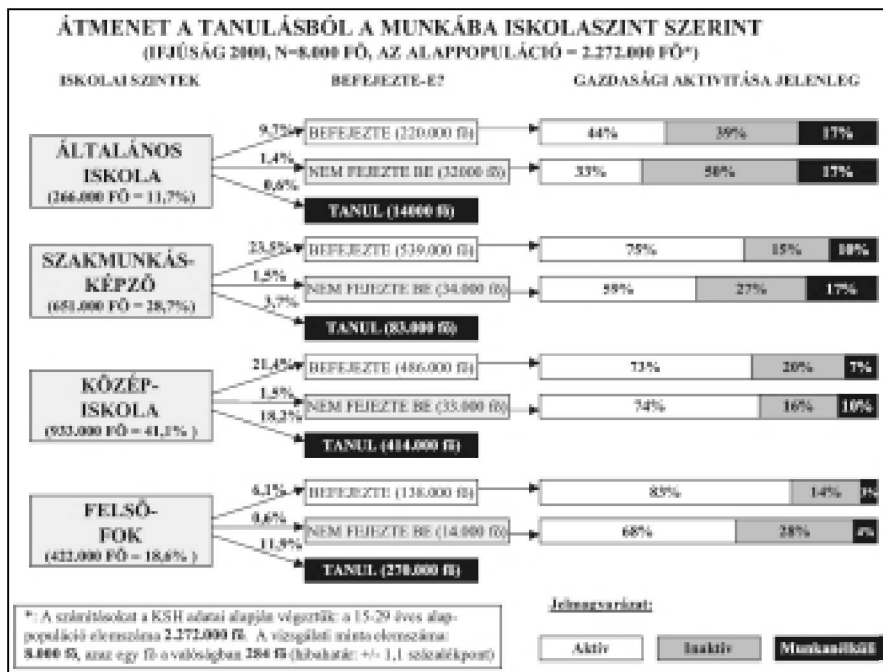 ÁTMENET A TANULÁSBÓL A MUNKÁBA ISKOLASZINT SZERINT
(IFJÚSÁG 2000, N=8.000 FŐ, AZ ALAPPOPULÁCIÓ = 2.272.000 FŐ*)
ISKOLAI SZINTEK BEFEJEZTE-E? GAZDASÁGI AKTIVITÁSA JELENLEG
ÁLTALÁNOS
ISKOLA
(266.000 FŐ = 11,7%)
9,7% BEFEJEZTE (220.000 fő) 44% 39% 17%
1,4% NEM FEJEZTE BE (32000 fő) 33% 50% 17%
0,6% TANUL (14000 fő)
SZAKMUNKÁS-
KÉPZŐ
(651.000 FŐ = 28,7%)
23,5% BEFEJEZTE (539.000 fő) 75% 15% 10%
1,5% NEM FEJEZTE BE (34.000 fő) 59% 27% 17%
3,7% TANUL (83.000 fő)
KÖZÉP-
ISKOLA
(933.000 FŐ = 41,1% )
21,4% BEFEJEZTE (486.000 fő) 73% 20% 7%
1,5% NEM FEJEZTE BE (33.000 fő) 74% 16% 10%
18,2% TANUL (414.000 fő)
FELSŐ-
FOK
(422.000 FŐ = 18,6% )
6,1% BEFEJEZTE (138.000 fő) 83% 14% 3%
0,6% NEM FEJEZTE BE (14.000 fő) 68% 28% 4%
11,9% TANUL (270.000 fő)
*: A számításokat a KSH adatai alapján végezték: a 15-29 éves alap-
populáció elemszáma 2.272.000 fő. A vizsgálati minta elemszáma:
8.000 fő, azaz egy fő a valóságban 284 fő (hibahatár: +/- 1,1 százalékpont)
Jelmagyarázat:
Aktív Inaktív Munkanélküli